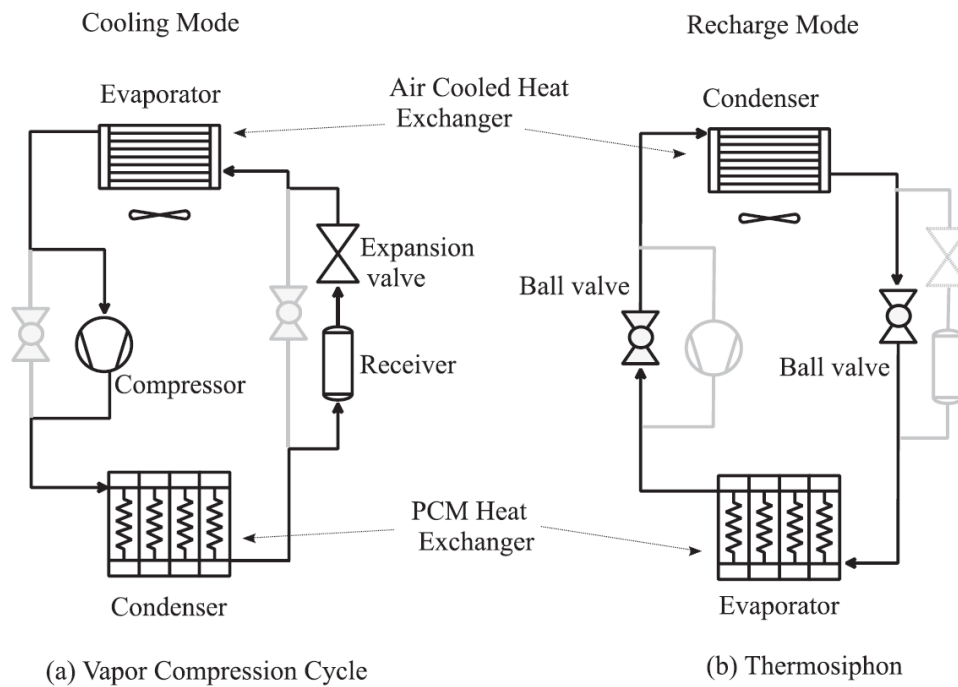 Cooling Mode
Recharge Mode
Evaporator
Air Cooled Heat
Exchanger
Condenser
Expansion
valve
Ball valve
Receiver
Compressor
Ball valve
PCM Heat
Exchanger
Condenser
Evaporator
(a) Vapor Compression Cycle
(b) Thermosiphon